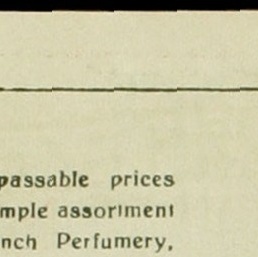 passable prices
mple assortment
nch Perfumery,